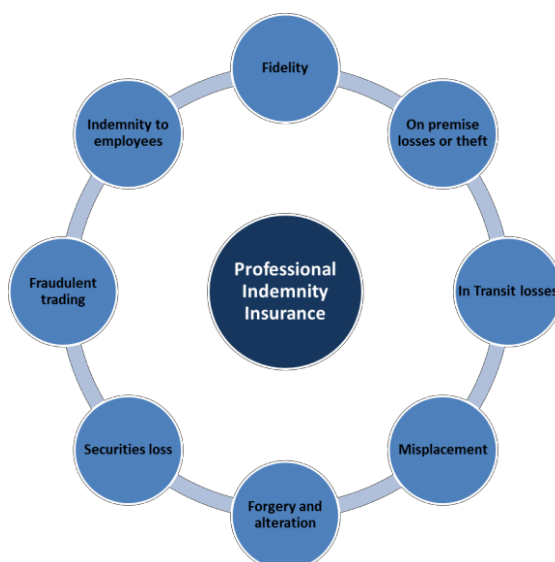 Fidelity
On premise
losses or theft
In Transit losses
Misplacement
Forgery and
alteration
Securities loss
Fraudulent
trading
Indemnity to
employees
Professional
Indemnity
Insurance